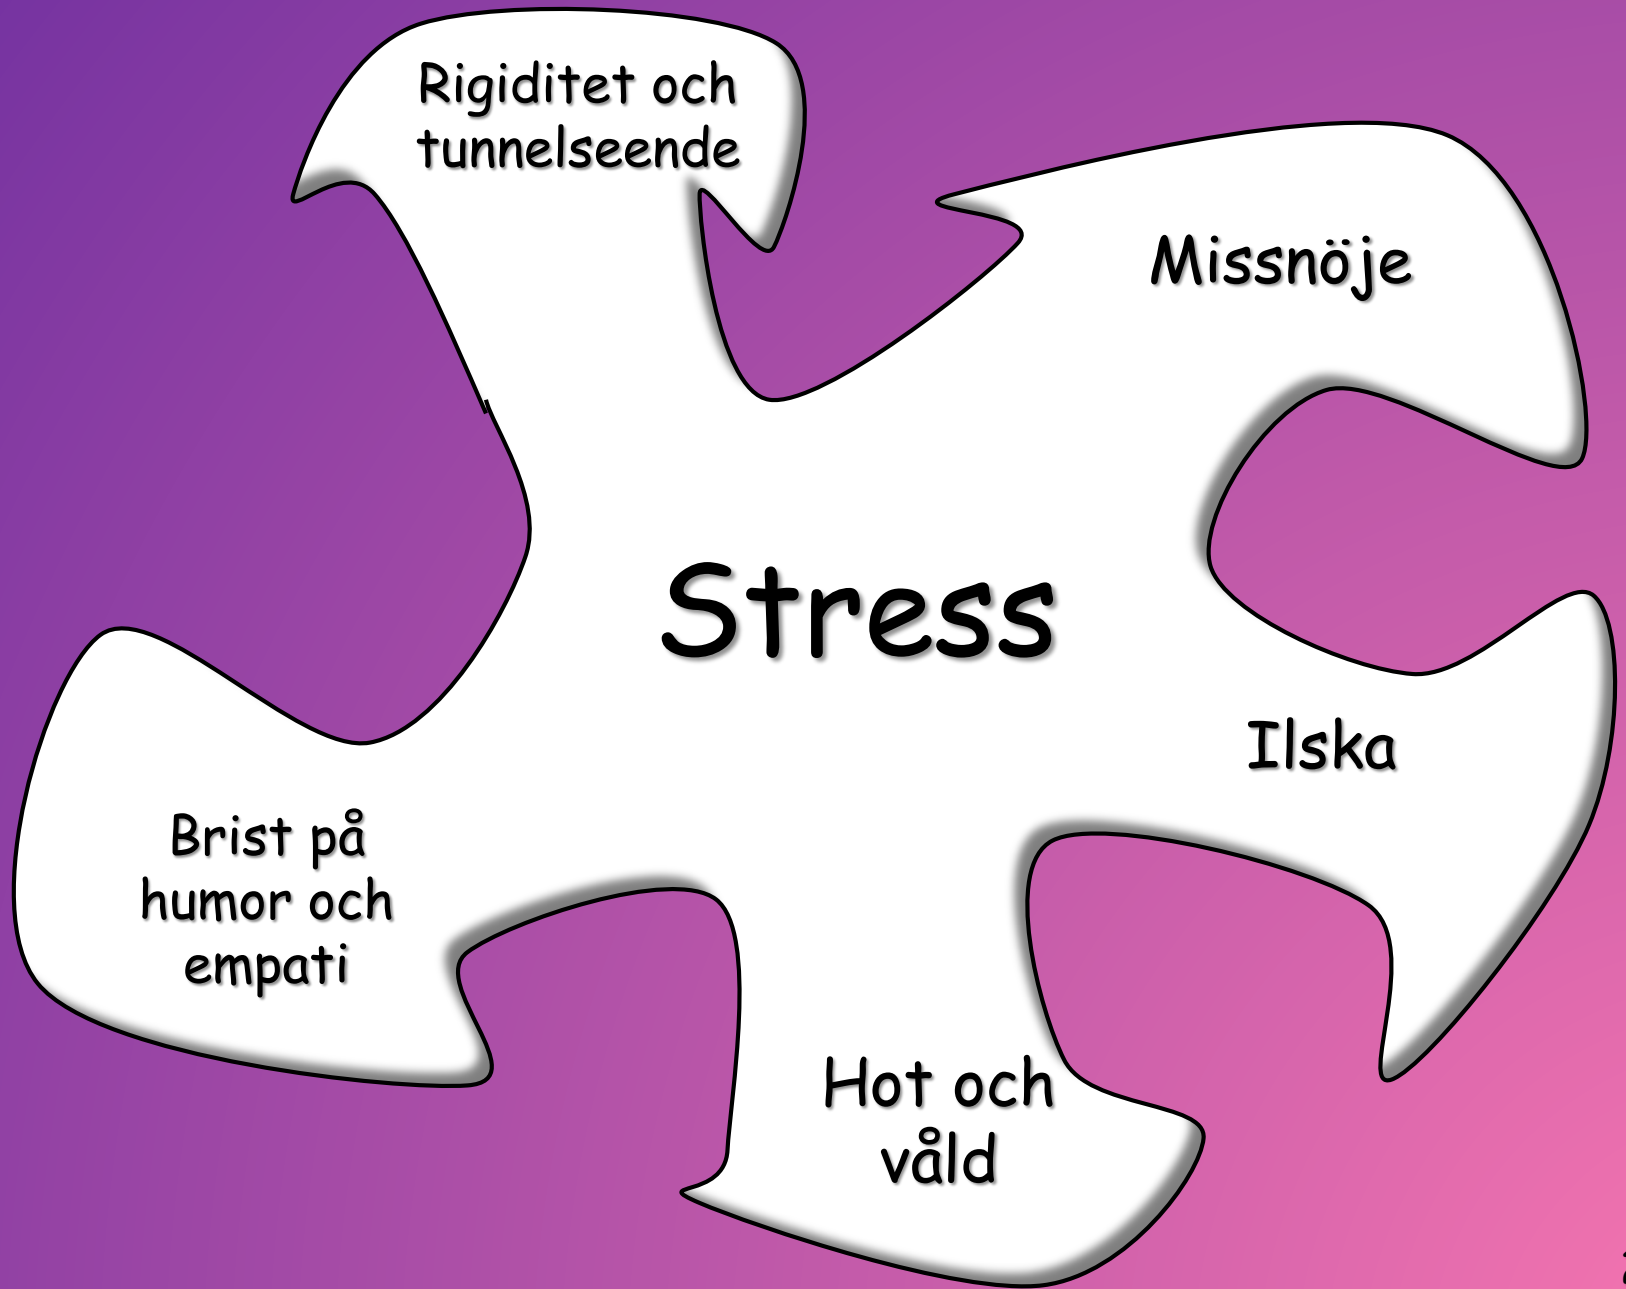 Rigiditet och
tunnelseende
Missnöje
Stress
Ilska
Brist på
humor och
empati
Hot och
våld